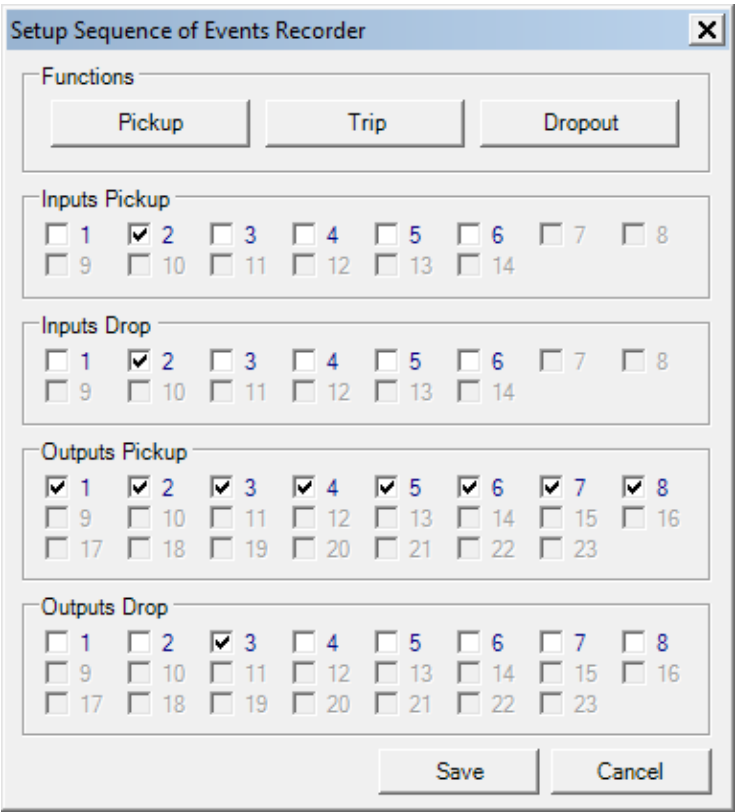 Setup Sequence of Events Recorder
Functions
Pickup Trip Dropout
Inputs Pickup
1 2 3 4 5 6 7 8
9 10 11 12 13 14
Inputs Drop
1 2 3 4 5 6 7 8
9 10 11 12 13 14
Outputs Pickup
1 2 3 4 5 6 7 8
9 10 11 12 13 14 15 16
17 18 19 20 21 22 23
Outputs Drop
1 2 3 4 5 6 7 8
9 10 11 12 13 14 15 16
17 18 19 20 21 22 23
Save Cancel